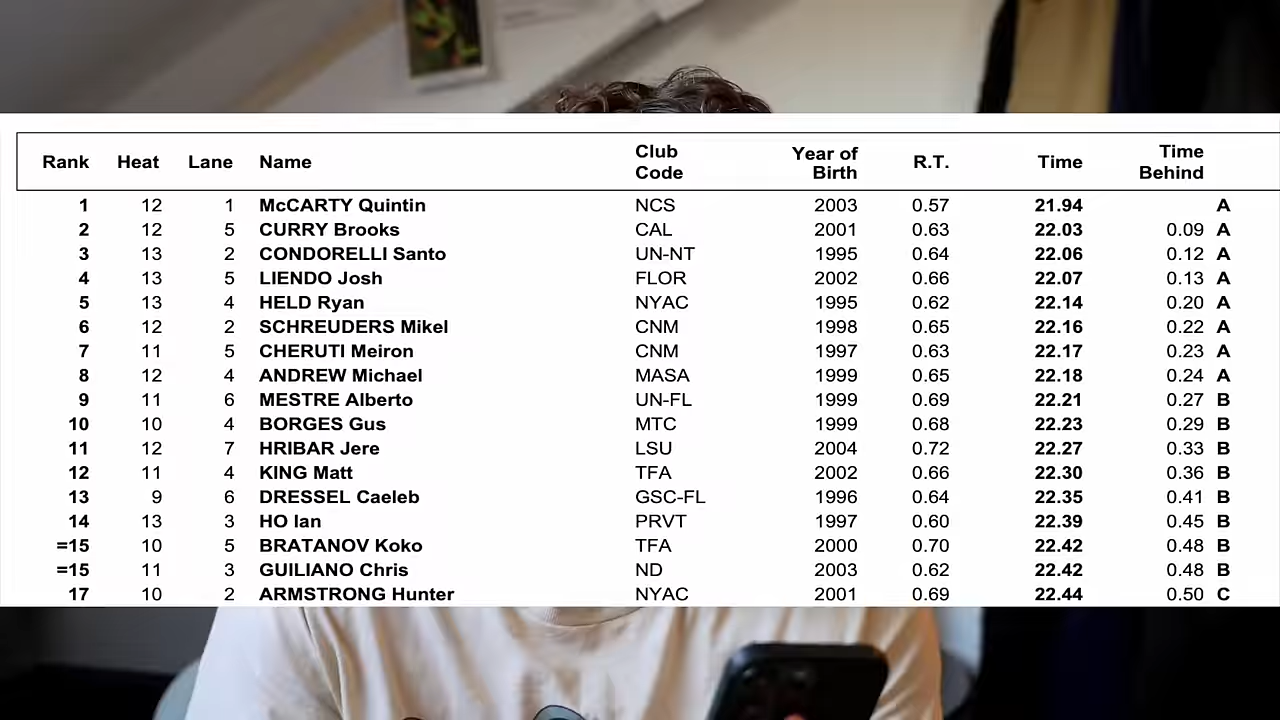 Rank Heat Lane Name Club Code Year of Birth R.T. Time Time Behind
1 12 1 McCARTY Quintin NCS 2003 0.57 21.94 A
2 12 5 CURRY Brooks CAL 2001 0.63 22.03 0.09 A
3 13 2 CONDORELLI Santo UN-NT 1995 0.64 22.06 0.12 A
4 13 5 LIENDO Josh FLOR 2002 0.66 22.07 0.13 A
5 13 4 HELD Ryan NYAC 1995 0.62 22.14 0.20 A
6 12 2 SCHREUDERS Mikel CNM 1998 0.65 22.16 0.22 A
7 11 5 CHERUTI Meiron CNM 1997 0.63 22.17 0.23 A
8 12 4 ANDREW Michael MASA 1999 0.65 22.18 0.24 A
9 11 6 MESTRE Alberto UN-FL 1999 0.69 22.21 0.27 B
10 10 4 BORGES Gus MTC 1999 0.68 22.23 0.29 B
11 12 7 HRIBAR Jere LSU 2004 0.72 22.27 0.33 B
12 11 4 KING Matt TFA 2002 0.66 22.30 0.36 B
13 9 6 DRESSEL Caeleb GSC-FL 1996 0.64 22.35 0.41 B
14 13 3 HO Ian PRVT 1997 0.60 22.39 0.45 B
=15 10 5 BRATANOV Koko TFA 2000 0.70 22.42 0.48 B
=15 11 3 GUILIANO Chris ND 2003 0.62 22.42 0.48 B
17 10 2 ARMSTRONG Hunter NYAC 2001 0.69 22.44 0.50 C